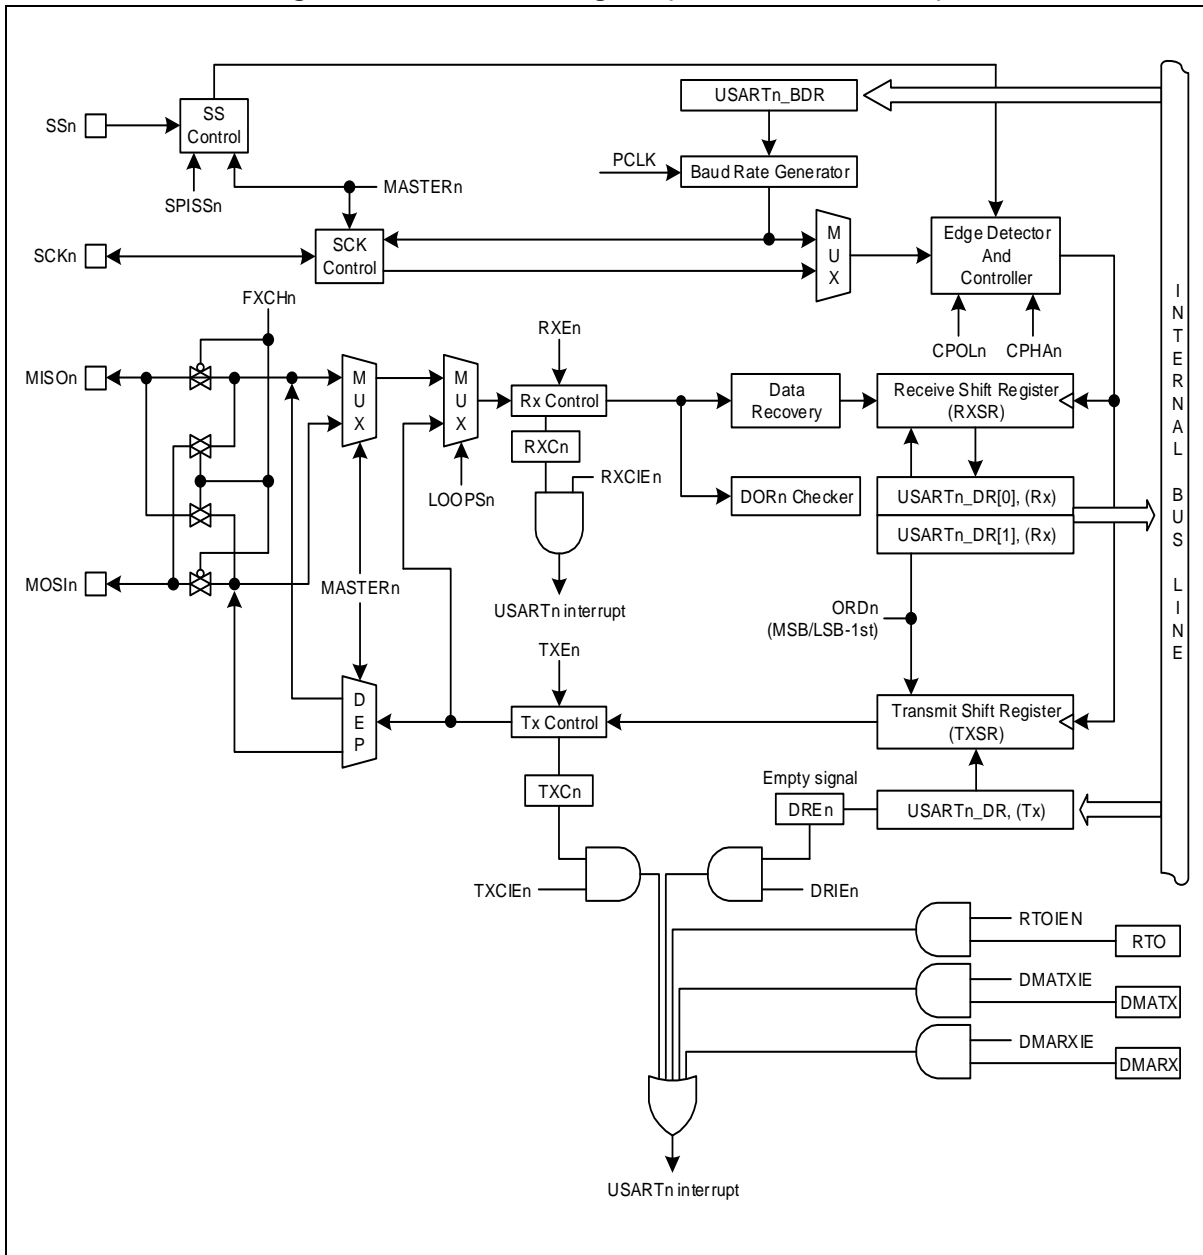 USARTn_BDR
SS
Control
SSn
PCLK
Baud Rate Generator
SPISSn
MASTERn
SCKn
SCK
Control
M
U
X
Edge Detector
And
Controller
FXCHn
RXEn
CPOLn
CPHAn
MISOn
M
U
X
M
U
X
Rx Control
Data
Recovery
Receive Shift Register
(RXSR)
RXCn
RXCIEn
LOOPSn
DORn Checker
USARTn_DR[0], (Rx)
USARTn_DR[1], (Rx)
MOSIn
MASTERn
USARTn interrupt
ORDn
(MSB/LSB-1st)
TXEn
D
E
P
Tx Control
Transmit Shift Register
(TXSR)
TXCn
Empty signal
DREn
USARTn_DR, (Tx)
TXCIEn
DRIEn
RTOIEN
RTO
DMATXIE
DMATX
DMARXIE
DMARX
USARTn interrupt
I
N
T
E
R
N
A
L
B
U
S
L
I
N
E